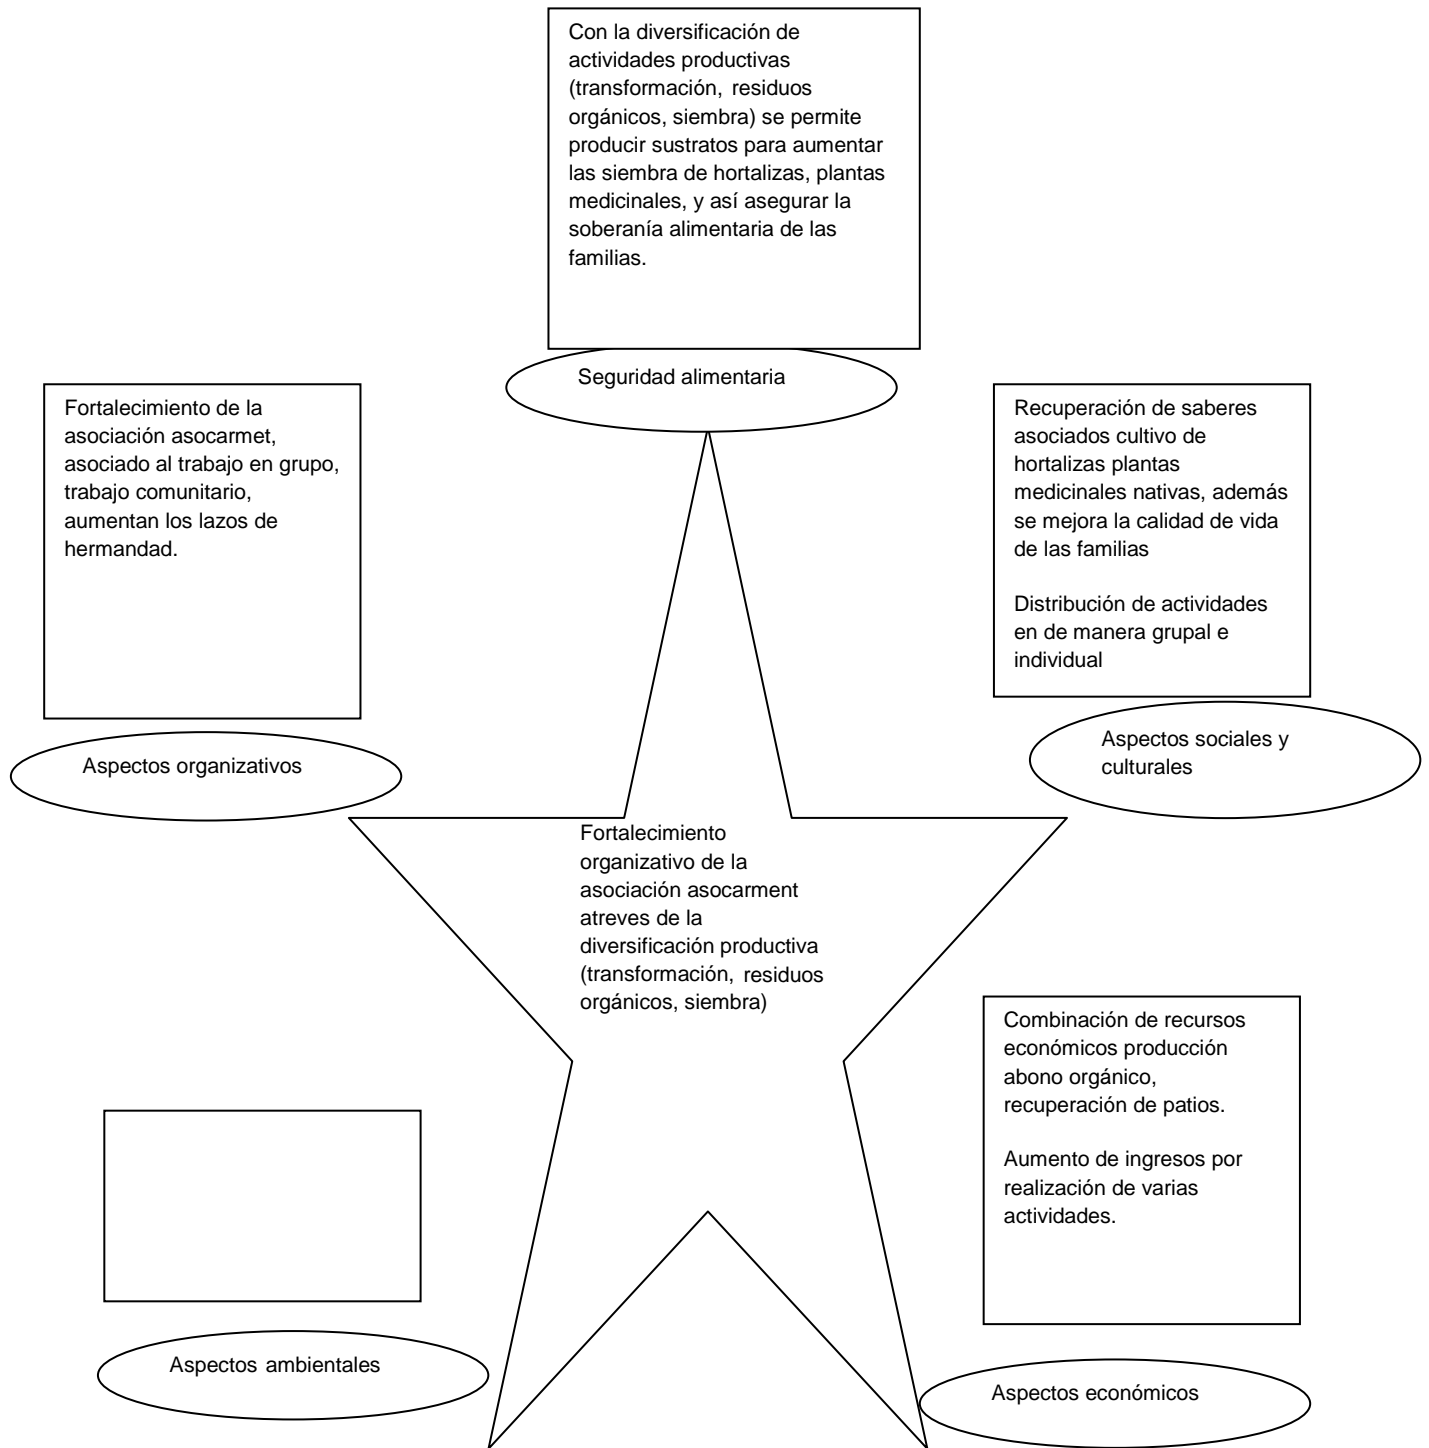 Con la diversificación de
actividades productivas
(transformación, residuos
orgánicos, siembra) se permite
producir sustratos para aumentar
las siembra de hortalizas, plantas
medicinales, y así asegurar la
soberanía alimentaria de las
familias.
Seguridad alimentaria
Fortalecimiento de la
asociación asocarmet,
asociado al trabajo en grupo,
trabajo comunitario,
aumentan los lazos de
hermandad.
Aspectos organizativos
Recuperación de saberes
asociados cultivo de
hortalizas plantas
medicinales nativas, además
se mejora la calidad de vida
de las familias
Distribución de actividades
en de manera grupal e
individual
Aspectos sociales y
culturales
Fortalecimiento
organizativo de la
asociación asocarment
atreves de la
diversificación productiva
(transformación, residuos
orgánicos, siembra)
Combinación de recursos
económicos producción
abono orgánico,
recuperación de patios.
Aumento de ingresos por
realización de varias
actividades.
Aspectos ambientales
Aspectos económicos